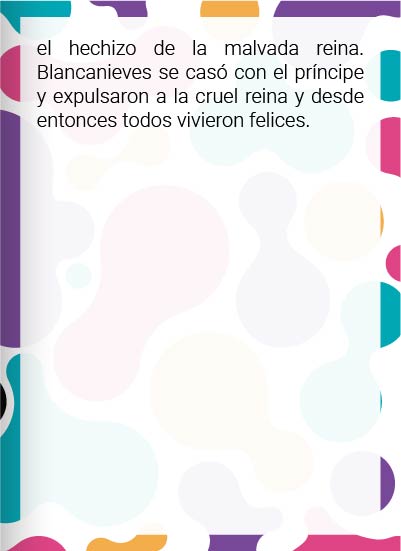 el hechizo de la malvada reina.
Blancanieves se casó con el príncipe
y expulsaron a la cruel reina y desde
entonces todos vivieron felices.